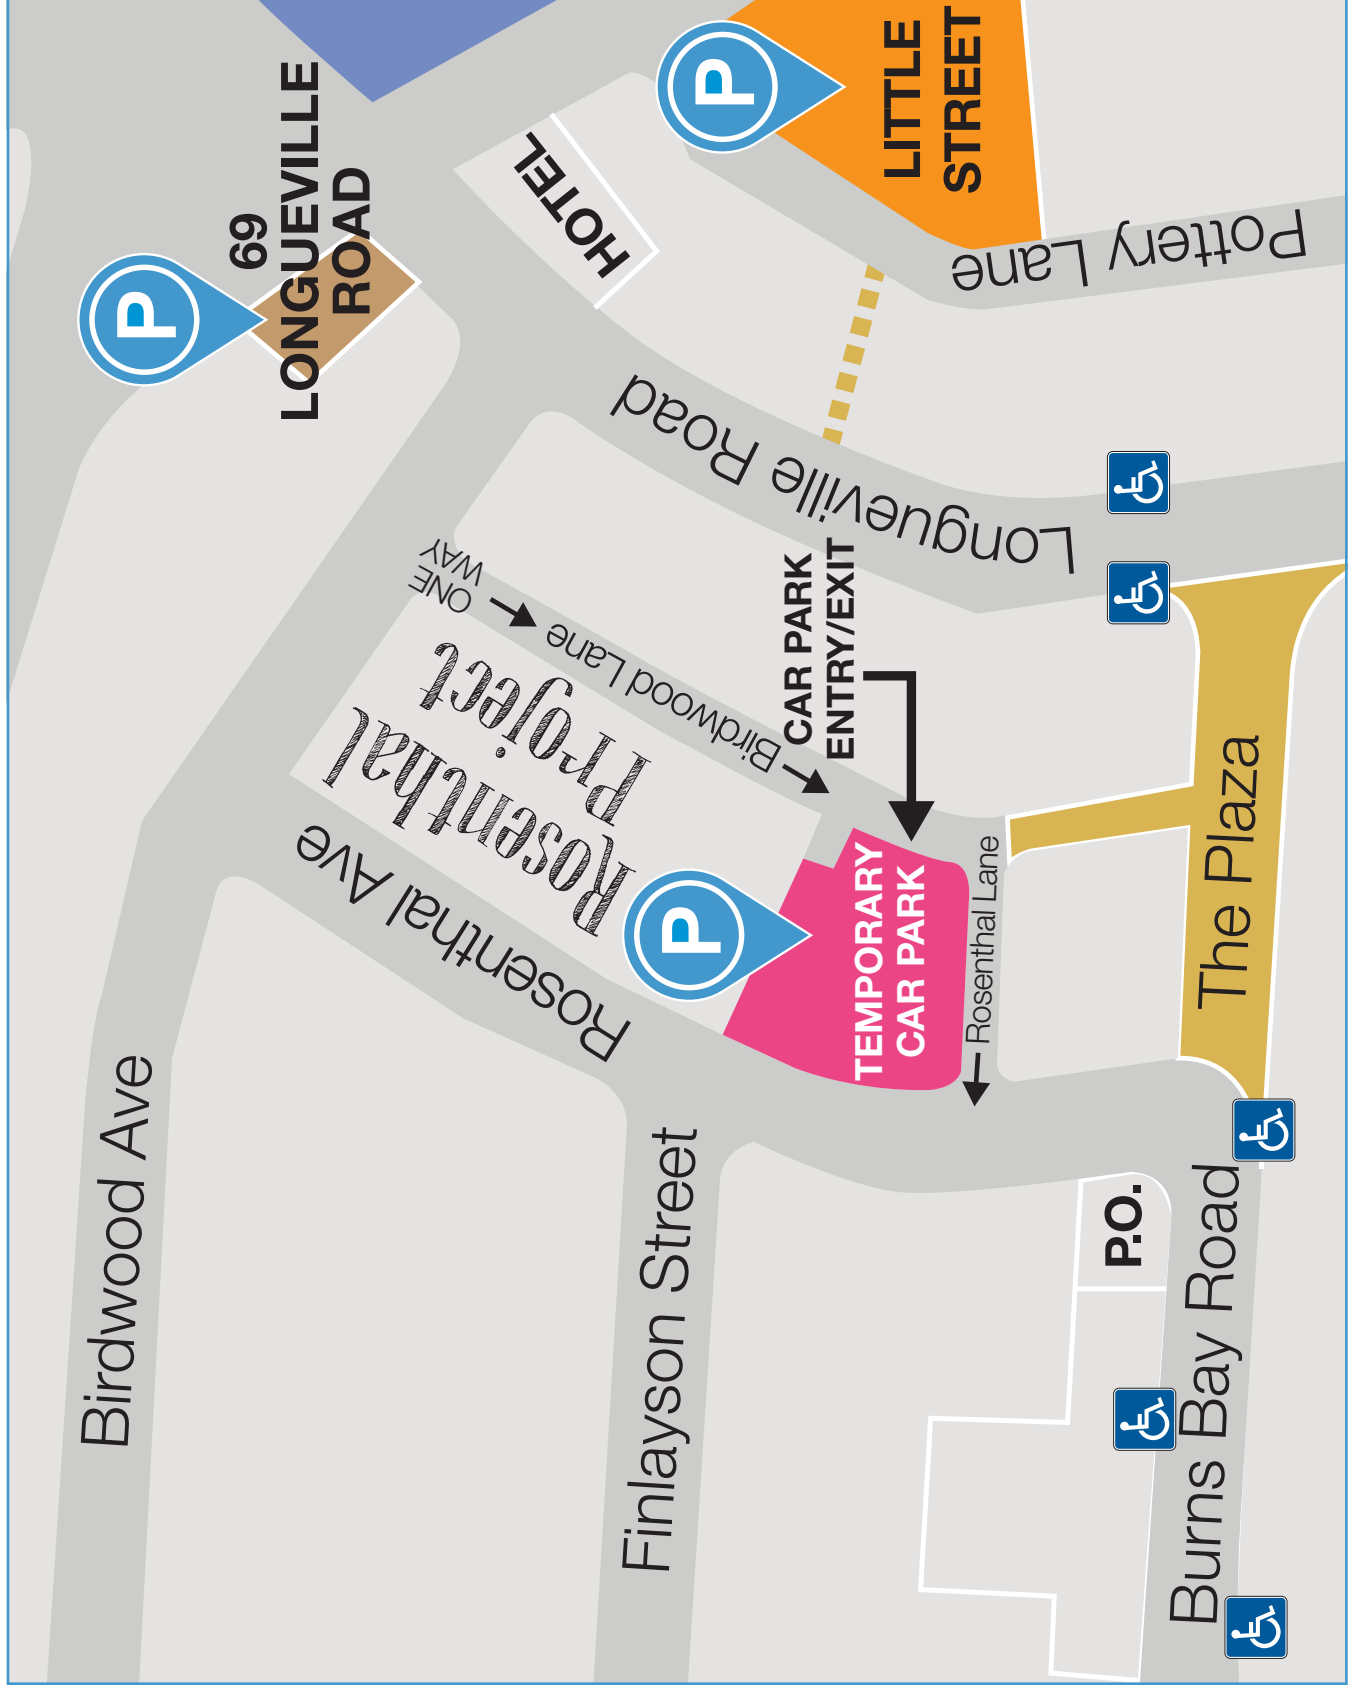 Birdwood Ave
P
69
LONGUEVILLE
ROAD
HOTEL
P
LITTLE
STREET
Pottery Lane
Longueville Road
ONE
WAY
Birdwood Lane
CAR PARK
ENTRY/EXIT
Rosenthal
Project
Rosenthal Ave
P
TEMPORARY
CAR PARK
Rosenthal Lane
The Plaza
Finlayson Street
P.O.
Burns Bay Road